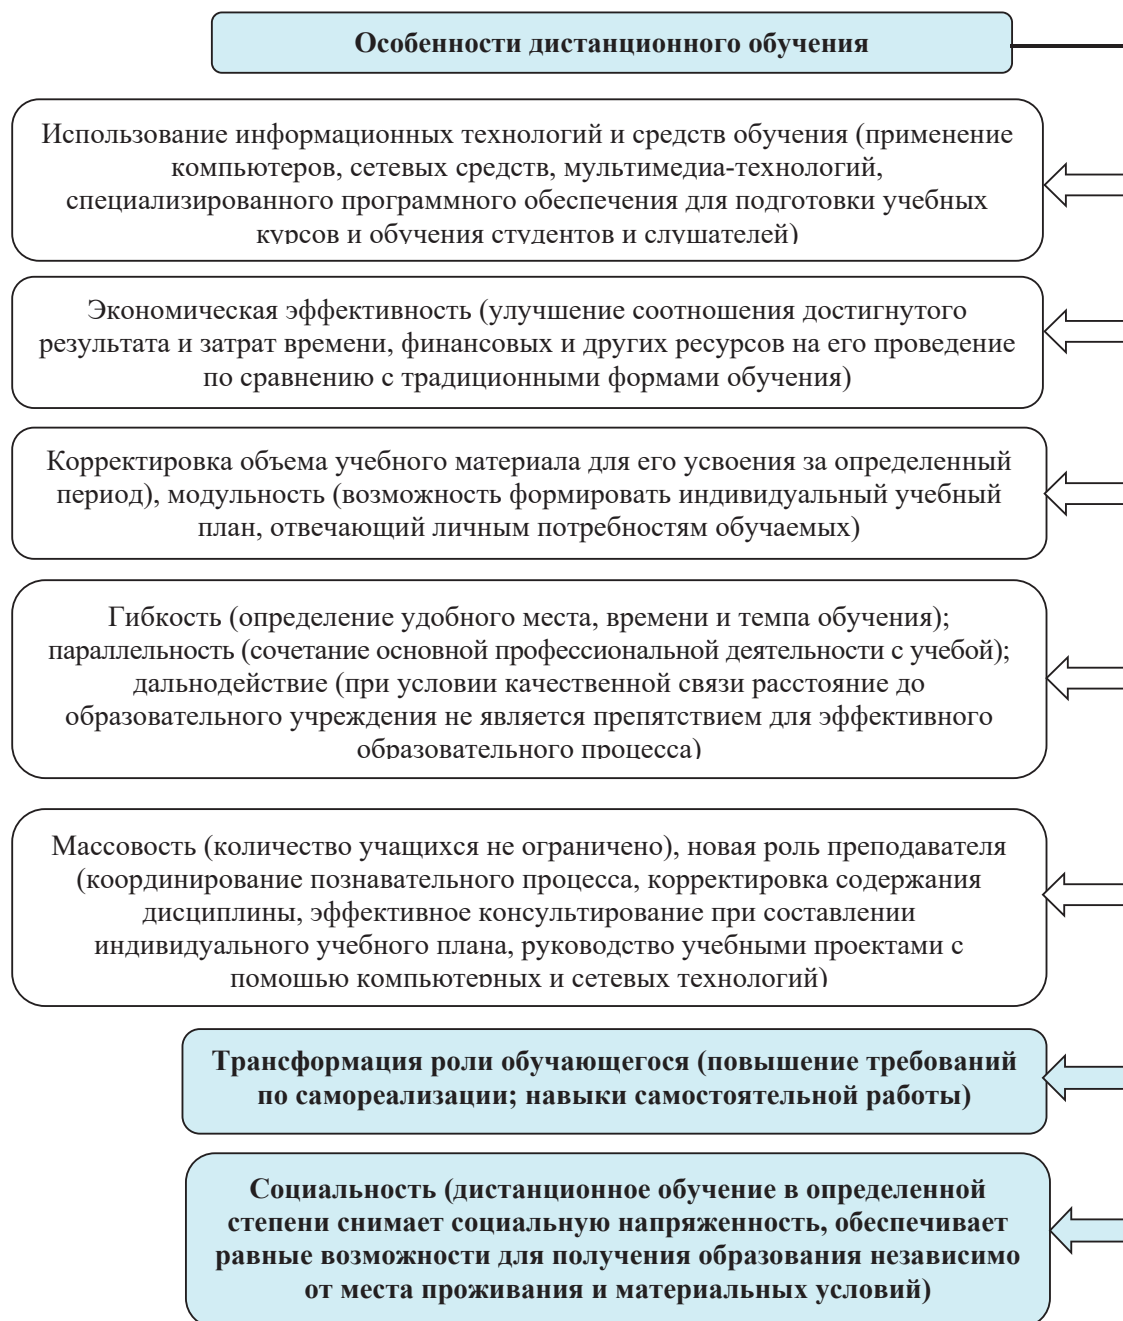 Особенности дистанционного обучения
Использование информационных технологий и средств обучения (применение
компьютеров, сетевых средств, мультимедиа-технологий,
специализированного программного обеспечения для подготовки учебных
курсов и обучения студентов и слушателей)
Экономическая эффективность (улучшение соотношения достигнутого
результата и затрат времени, финансовых и других ресурсов на его проведение
по сравнению с традиционными формами обучения)
Корректировка объема учебного материала для его усвоения за определенный
период), модульность (возможность формировать индивидуальный учебный
план, отвечающий личным потребностям обучаемых)
Гибкость (определение удобного места, времени и темпа обучения);
параллельность (сочетание основной профессиональной деятельности с учебой);
дальнодействие (при условии качественной связи расстояние до
образовательного учреждения не является препятствием для эффективного
образовательного процесса)
Массовость (количество учащихся не ограничено), новая роль преподавателя
(координирование познавательного процесса, корректировка содержания
дисциплины, эффективное консультирование при составлении
индивидуального учебного плана, руководство учебными проектами с
помощью компьютерных и сетевых технологий)
Трансформация роли обучающегося (повышение требований
по самореализации; навыки самостоятельной работы)
Социальность (дистанционное обучение в определенной
степени снимает социальную напряженность, обеспечивает
равные возможности для получения образования независимо
от места проживания и материальных условий)